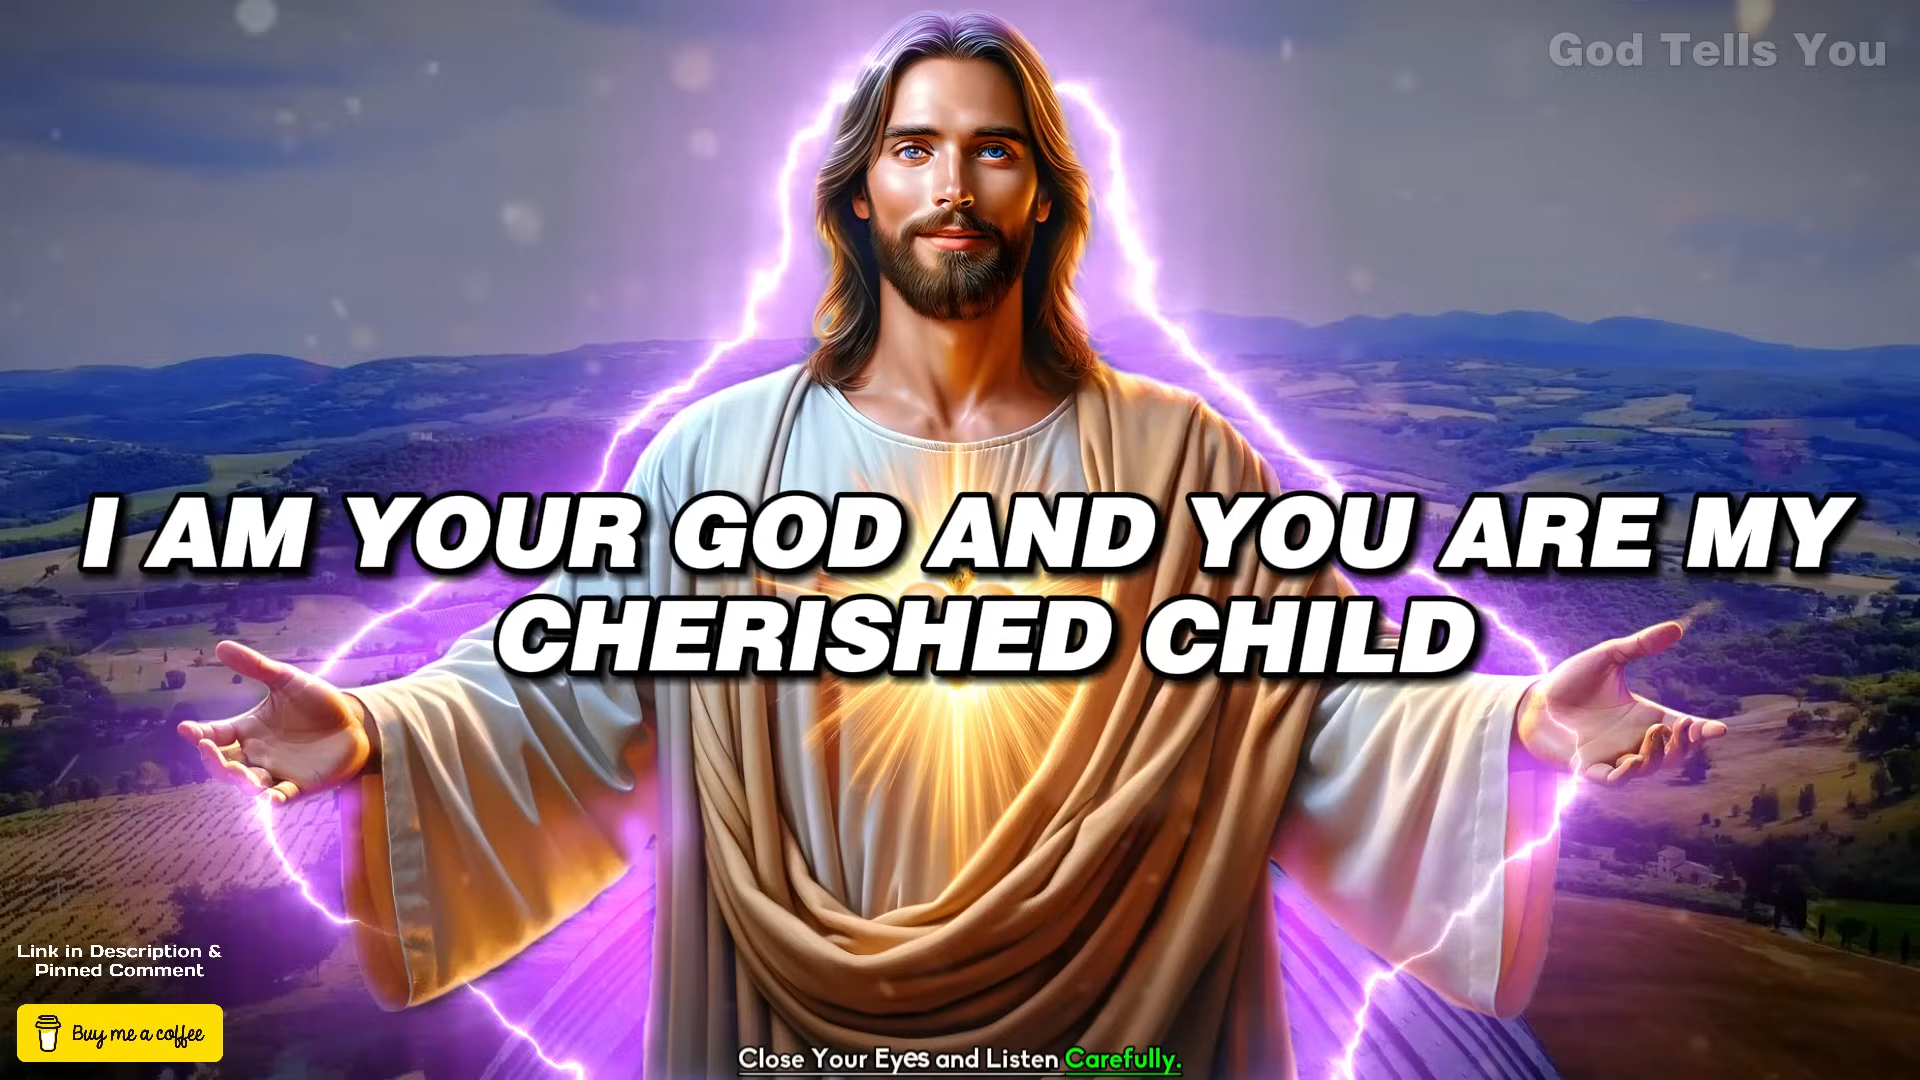 God Tells You
I AM YOUR GOD AND YOU ARE MY
CHERISHED CHILD
Link in Description &
Pinned Comment
Buy me a coffee
Close Your Eyes and Listen Carefully.